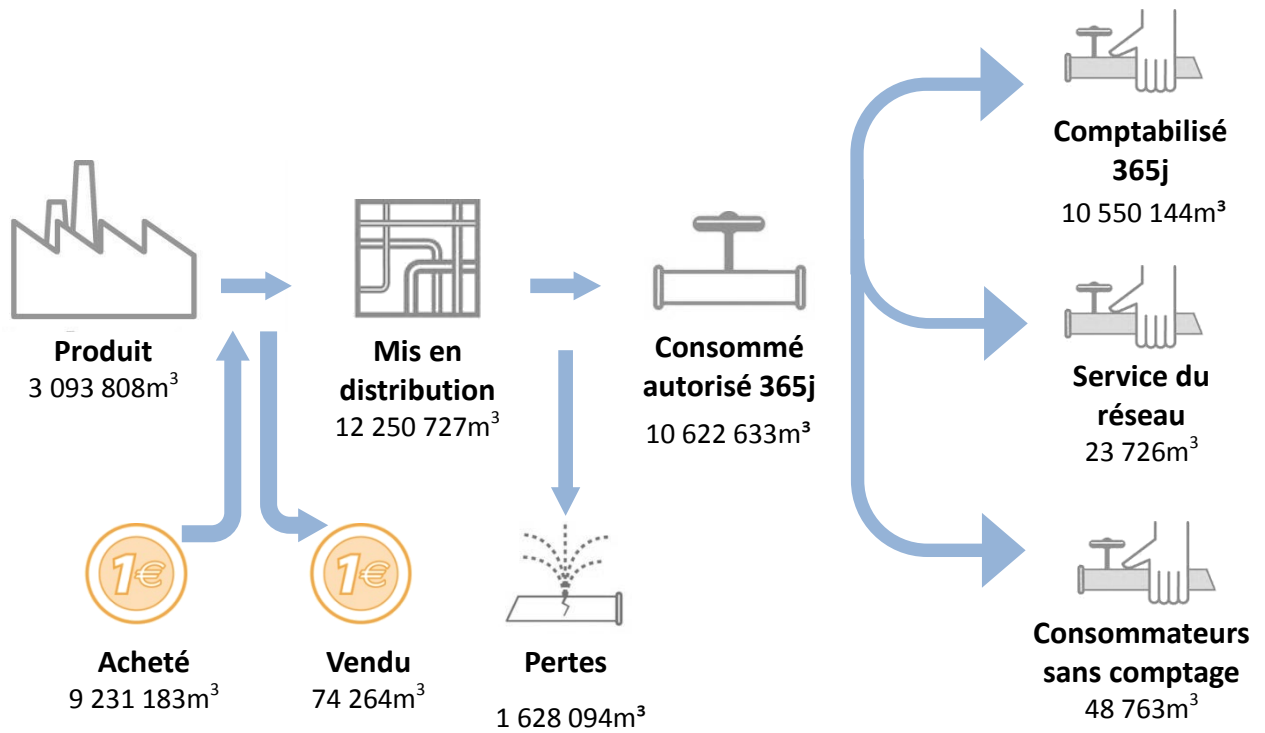 Produit
3 093 808m³
Mis en
distribution
12 250 727m³
Consommé
autorisé 365j
10 622 633m³
Comptabilisé
365j
10 550 144m³
Service du
réseau
23 726m³
Consommateurs
sans comptage
48 763m³
1€
Acheté
9 231 183m³
1€
Vendu
74 264m³
Pertes
1 628 094m³